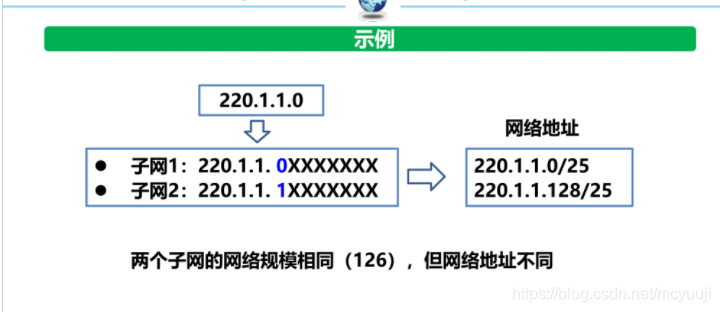 示例
220.1.1.0
网络地址
● 子网1：220.1.1. 0XXXXXXX
● 子网2：220.1.1. 1XXXXXXX
220.1.1.0/25
220.1.1.128/25
两个子网的网络规模相同（126），但网络地址不同
https://blog.csdn.net/mcyuuji